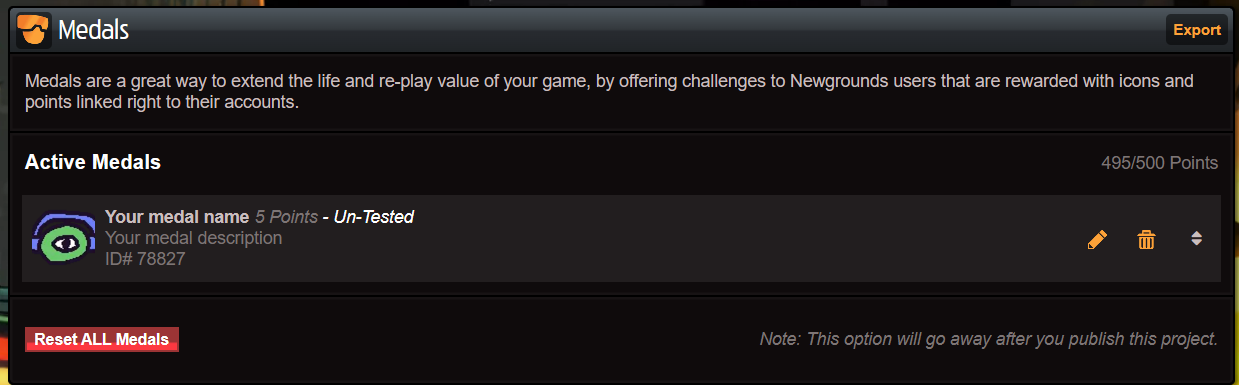 Medals
Export
Medals are a great way to extend the life and re-play value of your game, by offering challenges to Newgrounds users that are rewarded with icons and
points linked right to their accounts.
Active Medals
495/500 Points
Your medal name 5 Points - Un-Tested
Your medal description
ID# 78827
Reset ALL Medals
Note: This option will go away after you publish this project.